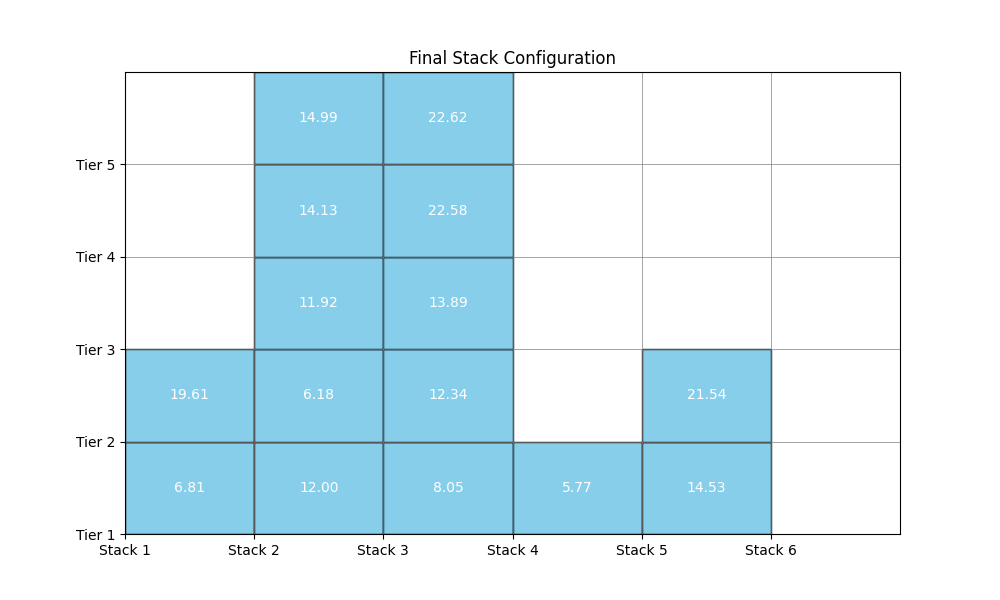 Final Stack Configuration
14.99 22.62
Tier 5
14.13 22.58
Tier 4
11.92 13.89
Tier 3
19.61 6.18 12.34 21.54
Tier 2
6.81 12.00 8.05 5.77 14.53
Tier 1
Stack 1 Stack 2 Stack 3 Stack 4 Stack 5 Stack 6